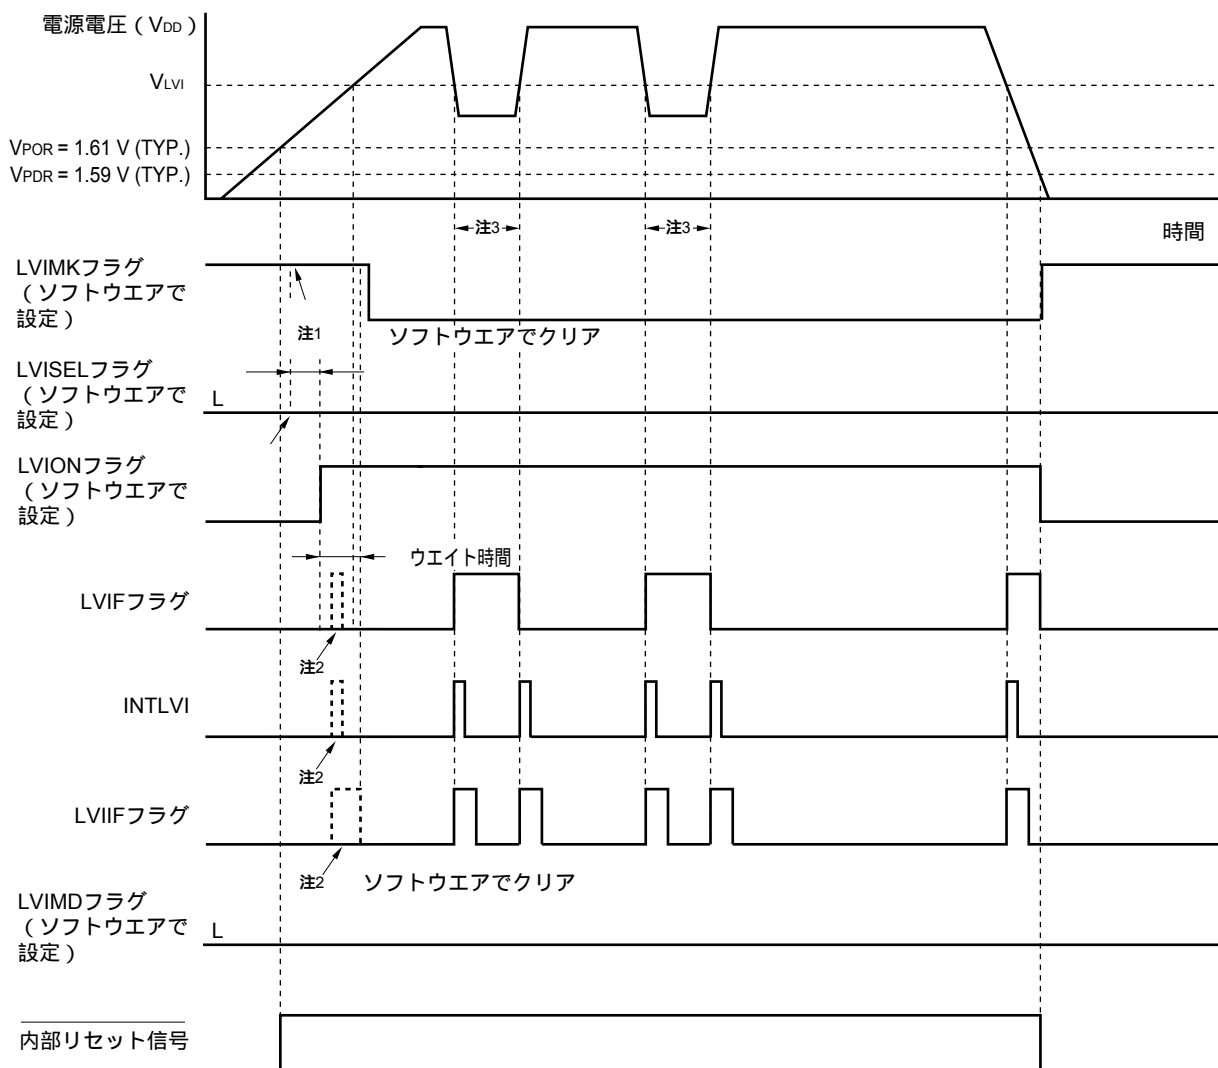 電源電圧（VDD）
VLVI
VPOR = 1.61 V (TYP.)
VPDR = 1.59 V (TYP.)
注3
注3
時間
LVIMKフラグ
（ソフトウエアで
設定）
注1
ソフトウエアでクリア
LVISELフラグ
（ソフトウエアで
設定）
L
LVIONフラグ
（ソフトウエアで
設定）
ウエイト時間
LVIFフラグ
注2
INTLVI
注2
LVIIFフラグ
注2
ソフトウエアでクリア
LVIMDフラグ
（ソフトウエアで
設定）
L
内部リセット信号